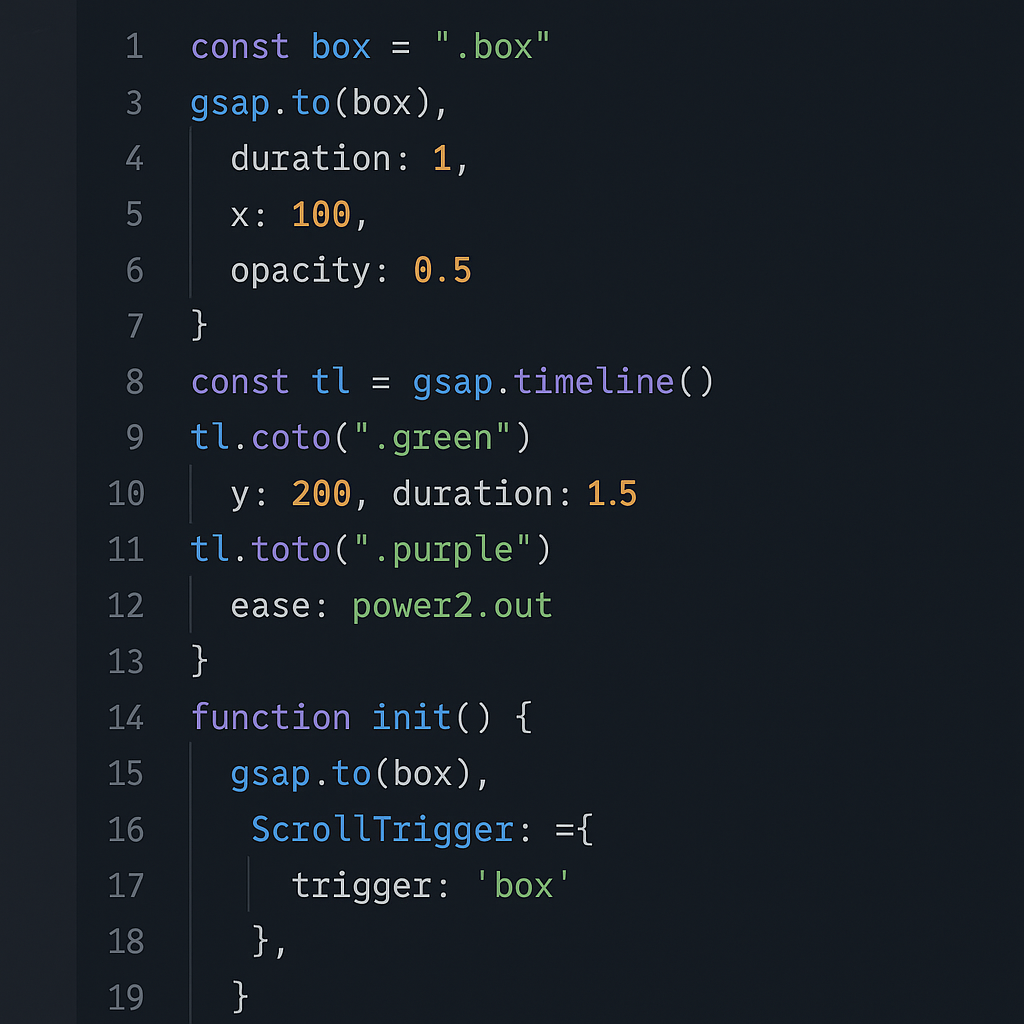 1 const box = ".box"
3 gsap.to(box),
4 duration: 1,
5 x: 100,
6 opacity: 0.5
7 }
8 const tl = gsap.timeline()
9 tl.coto(".green")
10 y: 200, duration: 1.5
11 tl.toto(".purple")
12 ease: power2.out
13 }
14 function init() {
15 gsap.to(box),
16 ScrollTrigger: ={
17 trigger: 'box'
18 },
19 }